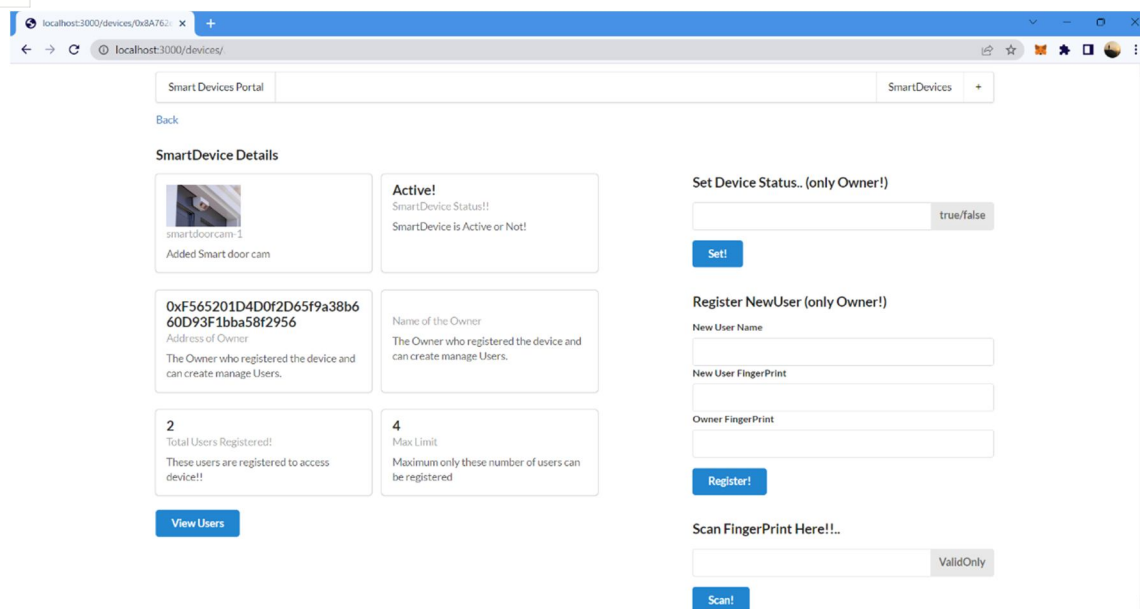 localhost:3000/devices/0x8A762
localhost:3000/devices/
Smart Devices Portal
SmartDevices
+
Back
SmartDevice Details
smartdoorcam-1
Added Smart door cam
Active!
SmartDevice Status!!
SmartDevice is Active or Not!
0xF565201D4D0f2D65f9a38b6
60D93F1bba58f2956
Address of Owner
The Owner who registered the device and
can create manage Users.
Name of the Owner
The Owner who registered the device and
can create manage Users.
2
Total Users Registered!
These users are registered to access
device!!
4
Max Limit
Maximum only these number of users can
be registered
View Users
Set Device Status.. (only Owner!)
true/false
Set!
Register NewUser (only Owner!)
New User Name
New User FingerPrint
Owner FingerPrint
Register!
Scan FingerPrint Here!!..
ValidOnly
Scan!